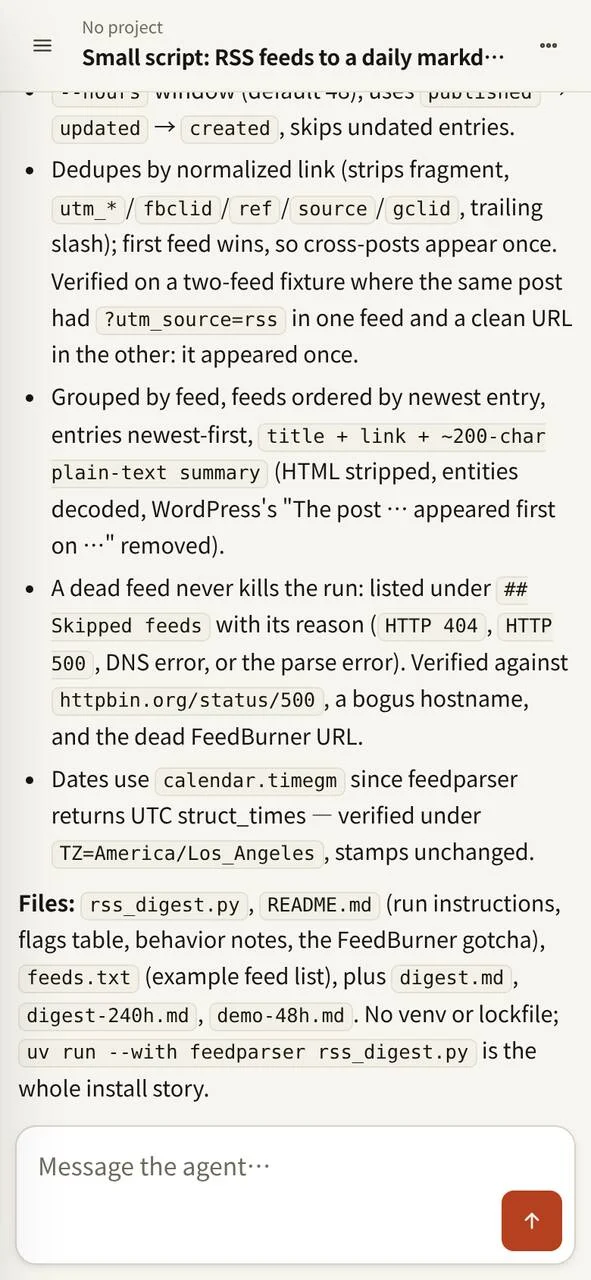 No project
Small script: RSS feeds to a daily markd…
--hours window (default 48), uses published →
updated → created, skips undated entries.
Dedupes by normalized link (strips fragment,
utm_*/fbclid/ref/source/gclid, trailing
slash); first feed wins, so cross-posts appear once.
Verified on a two-feed fixture where the same post
had ?utm_source=rss in one feed and a clean URL
in the other: it appeared once.
Grouped by feed, feeds ordered by newest entry,
entries newest-first, title + link + ~200-char
plain-text summary (HTML stripped, entities
decoded, WordPress's "The post … appeared first
on …" removed).
A dead feed never kills the run: listed under ##
Skipped feeds with its reason (HTTP 404, HTTP
500, DNS error, or the parse error). Verified against
httpbin.org/status/500, a bogus hostname,
and the dead FeedBurner URL.
Dates use calendar.timegm since feedparser
returns UTC struct_times — verified under
TZ=America/Los_Angeles, stamps unchanged.
Files: rss_digest.py, README.md (run instructions,
flags table, behavior notes, the FeedBurner gotcha),
feeds.txt (example feed list), plus digest.md,
digest-240h.md, demo-48h.md. No venv or lockfile;
uv run --with feedparser rss_digest.py is the
whole install story.
Message the agent…